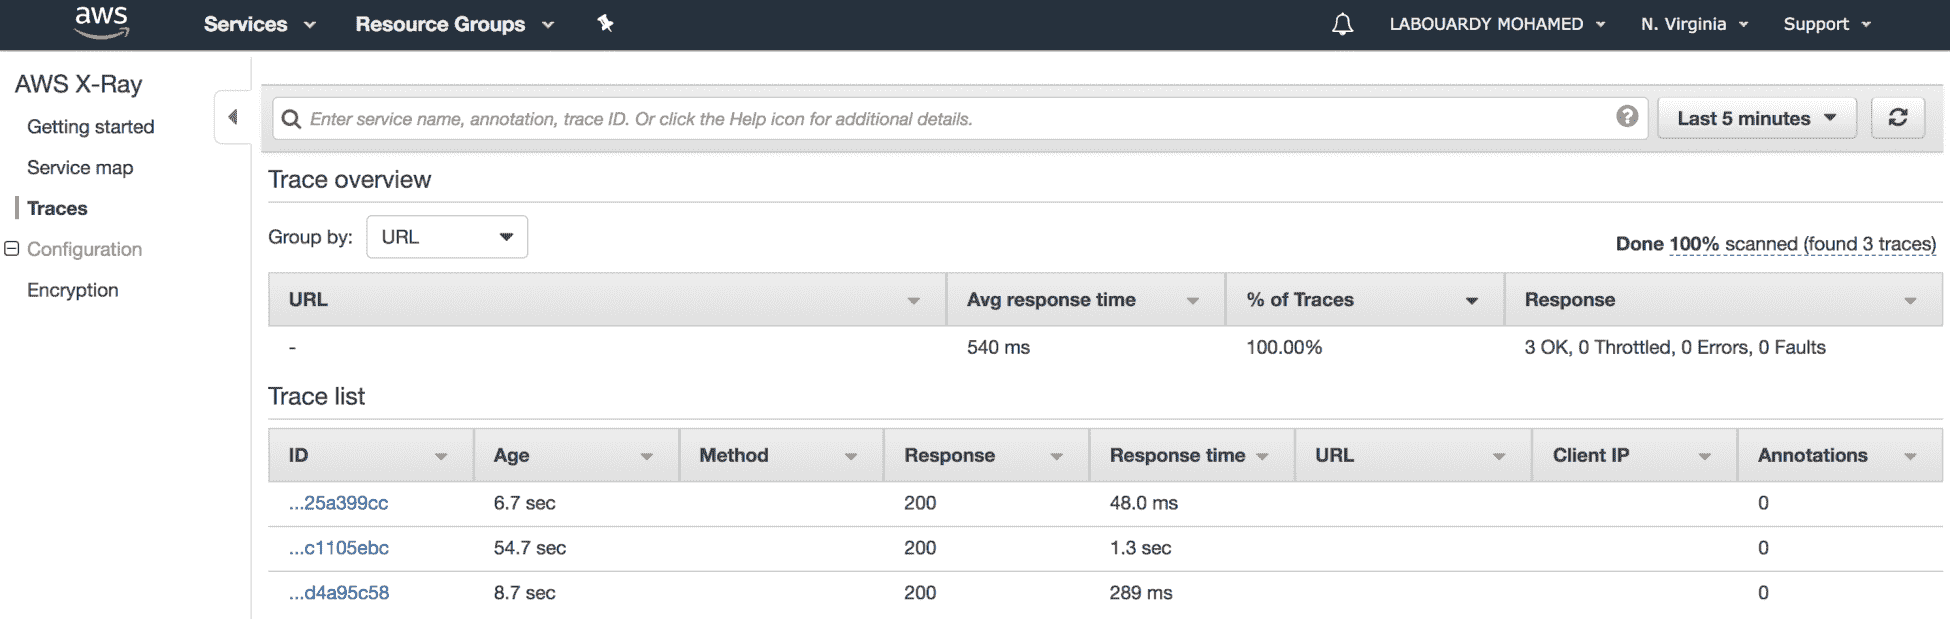 aws Services Resource Groups LABOUARDY MOHAMED N. Virginia Support
AWS X-Ray
Getting started
Service map
Traces
Configuration
Encryption
Enter service name, annotation, trace ID. Or click the Help icon for additional details. ? Last 5 minutes
Trace overview
Group by: URL
Done 100% scanned (found 3 traces)
URL Avg response time % of Traces Response
- 540 ms 100.00% 3 OK, 0 Throttled, 0 Errors, 0 Faults
Trace list
ID Age Method Response Response time URL Client IP Annotations
...25a399cc 6.7 sec 200 48.0 ms 0
...c1105ebc 54.7 sec 200 1.3 sec 0
...d4a95c58 8.7 sec 200 289 ms 0